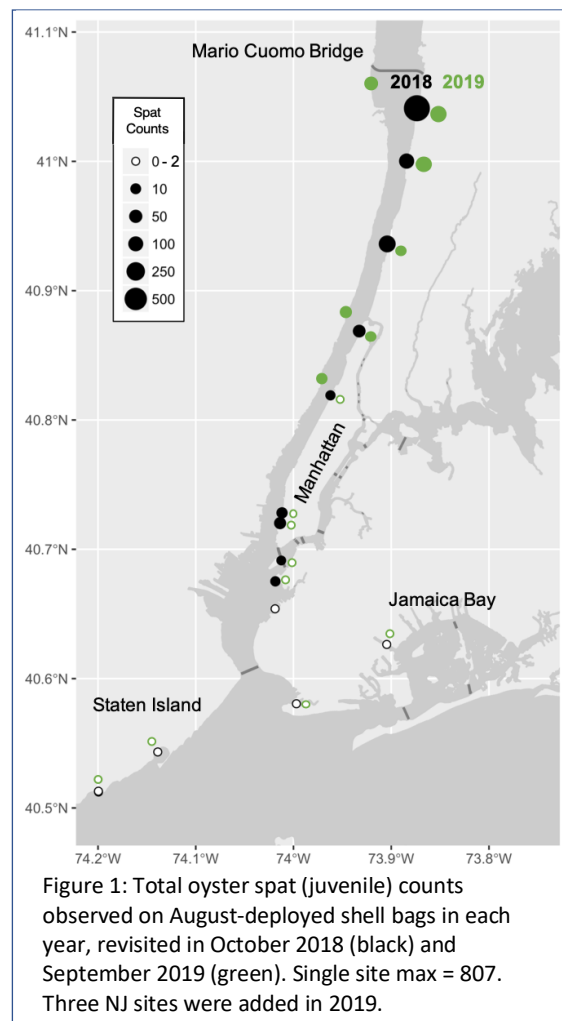 41.1°N
Mario Cuomo Bridge
2018 2019
Spat
Counts
0 - 2
10
50
100
250
500
41°N
40.9°N
40.8°N
Manhattan
40.7°N
Jamaica Bay
40.6°N
Staten Island
40.5°N
74.2°W 74.1°W 74°W 73.9°W 73.8°W
Figure 1: Total oyster spat (juvenile) counts
observed on August-deployed shell bags in each
year, revisited in October 2018 (black) and
September 2019 (green). Single site max = 807.
Three NJ sites were added in 2019.